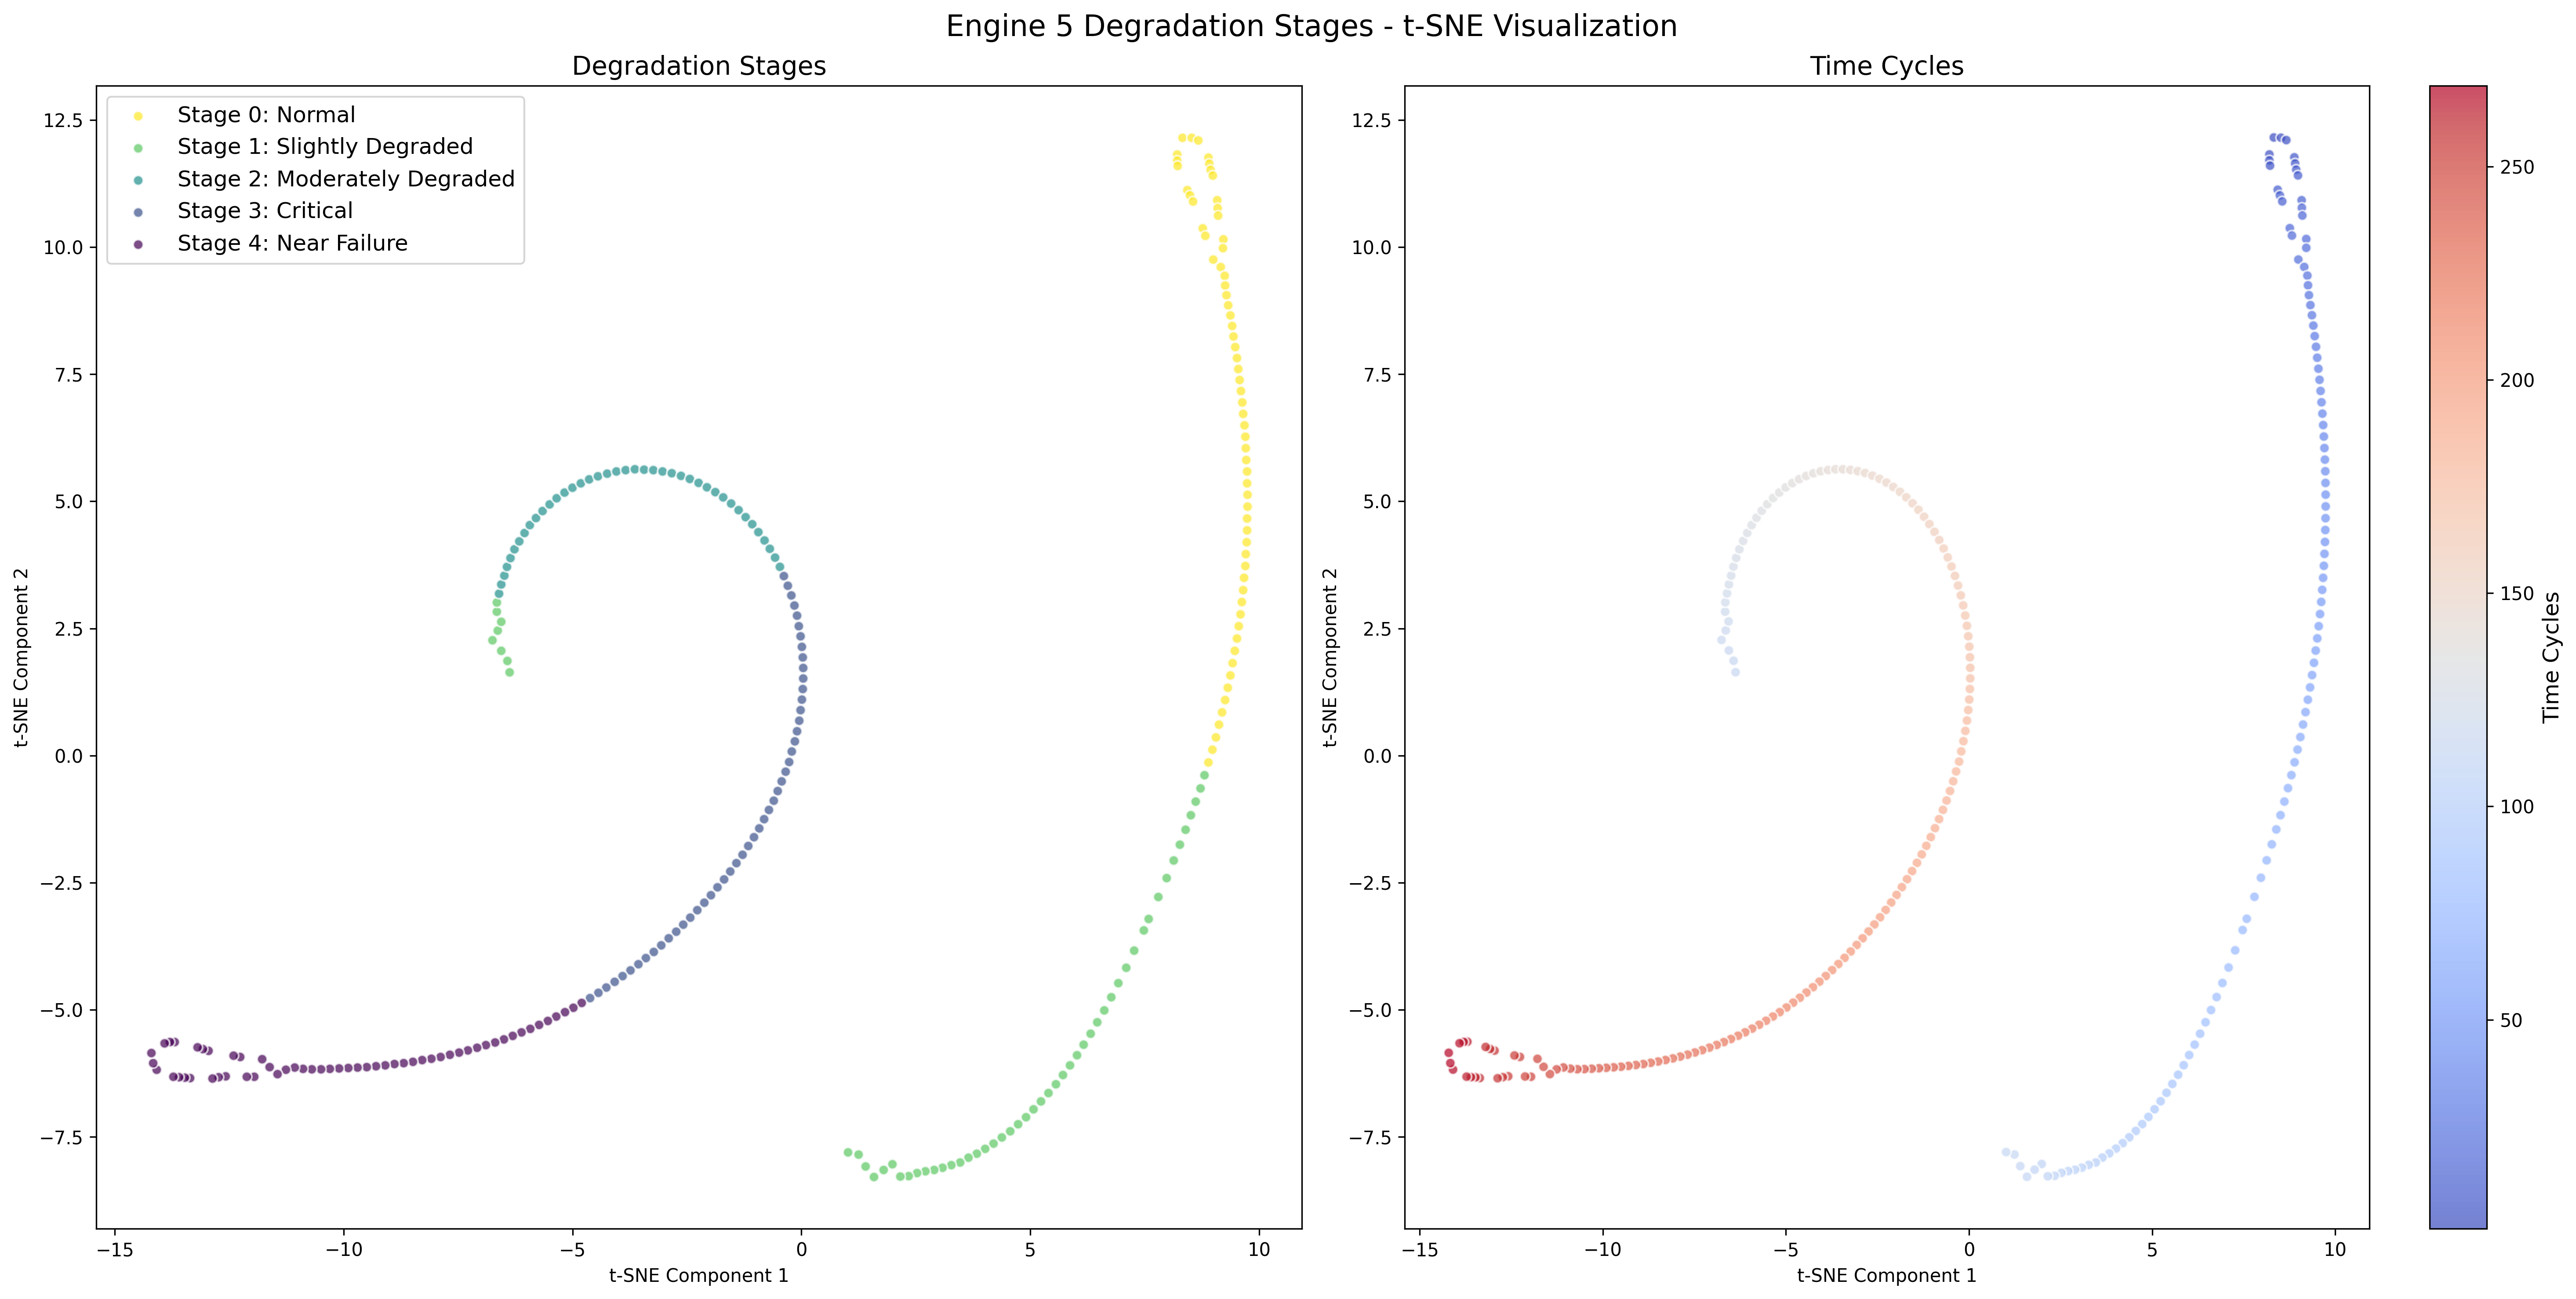 Engine 5 Degradation Stages - t-SNE Visualization
Degradation Stages
Stage 0: Normal
Stage 1: Slightly Degraded
Stage 2: Moderately Degraded
Stage 3: Critical
Stage 4: Near Failure
12.5
10.0
7.5
5.0
2.5
0.0
−2.5
−5.0
−7.5
t-SNE Component 2
−15
−10
−5
0
5
10
t-SNE Component 1
Time Cycles
12.5
10.0
7.5
5.0
2.5
0.0
−2.5
−5.0
−7.5
t-SNE Component 2
−15
−10
−5
0
5
10
t-SNE Component 1
250
200
150
100
50
Time Cycles